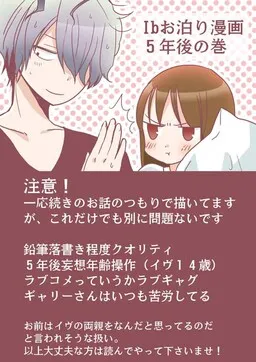 Ibお泊り漫画
５年後の巻
注意！
一応続きのお話のつもりで描いてます
が、これだけでも別に問題ないです
鉛筆落書き程度クオリティ
５年後妄想年齢操作（イヴ１４歳）
ラブコメっていうかラブギャグ
ギャリーさんはいつも苦労してる
お前はイヴの両親をなんだと思ってるのだ
と言われそうな扱い。
以上大丈夫な方は読んでやって下さいませ！